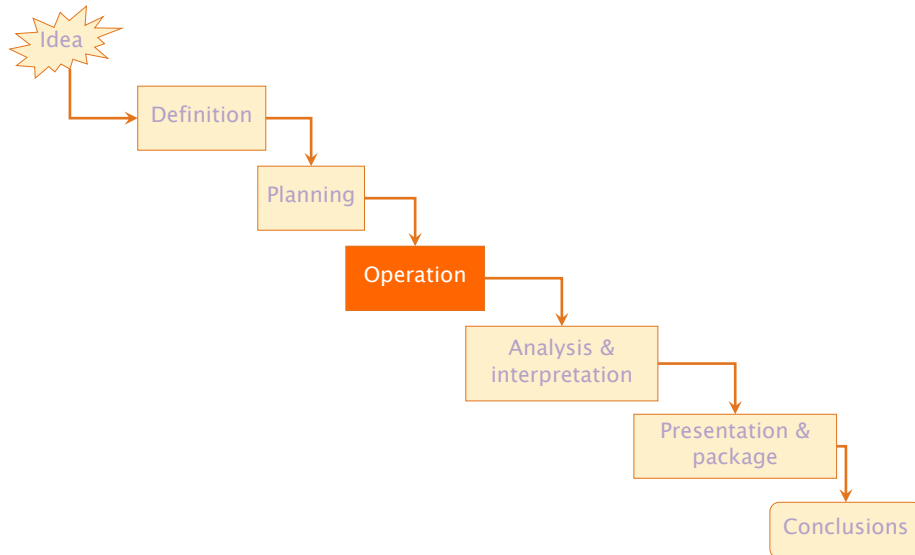 Idea
Definition
Planning
Operation
Analysis &
interpretation
Presentation &
package
Conclusions